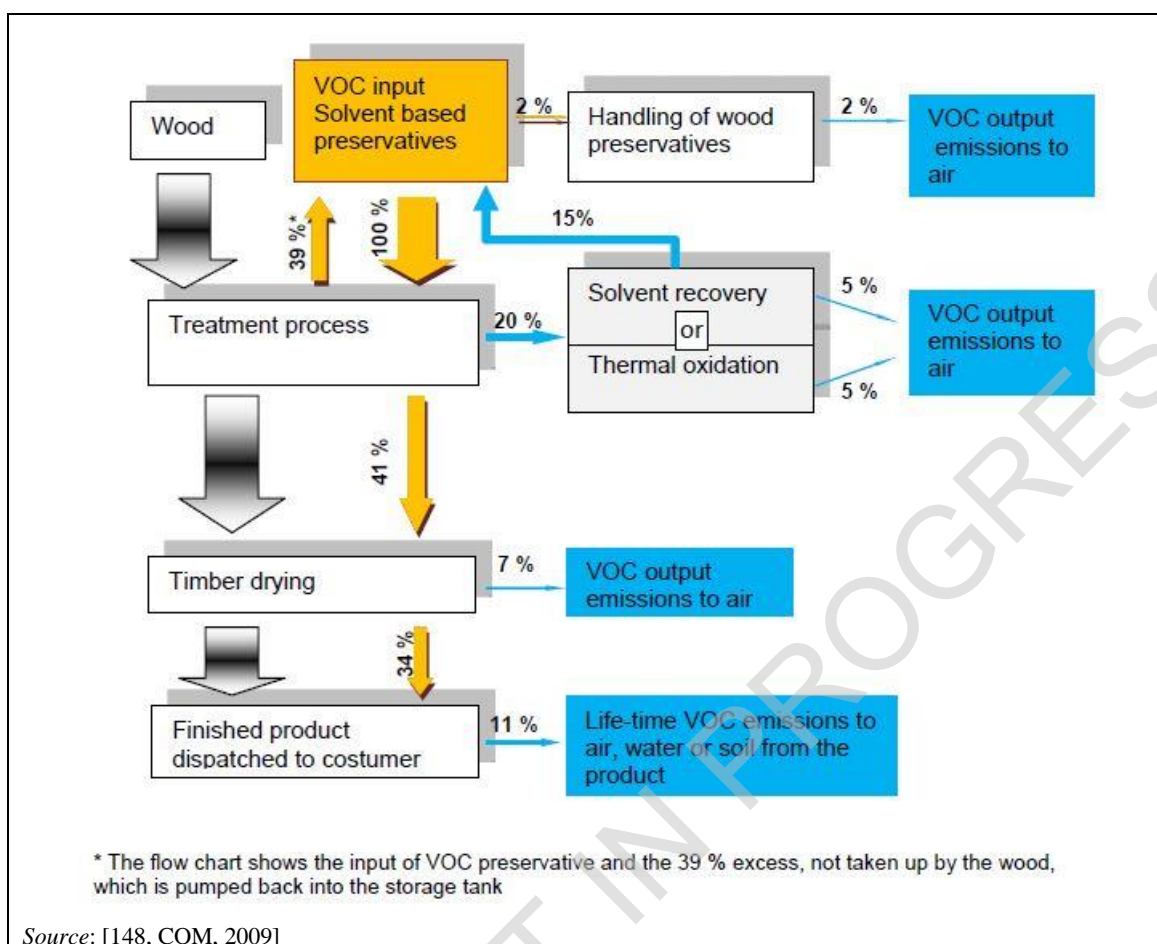 Wood
VOC input
Solvent based
preservatives
2 %
Handling of wood
preservatives
2 %
VOC output
emissions to
air
39 %*
100 %
15%
Treatment process
20 %
Solvent recovery
or
Thermal oxidation
5 %
5 %
VOC output
emissions to
air
41 %
Timber drying
7 %
VOC output
emissions to air
34 %
Finished product
dispatched to costumer
11 %
Life-time VOC emissions to
air, water or soil from the
product
* The flow chart shows the input of VOC preservative and the 39 % excess, not taken up by the wood,
which is pumped back into the storage tank
Source: [148, COM, 2009]
T IN PROGRESS